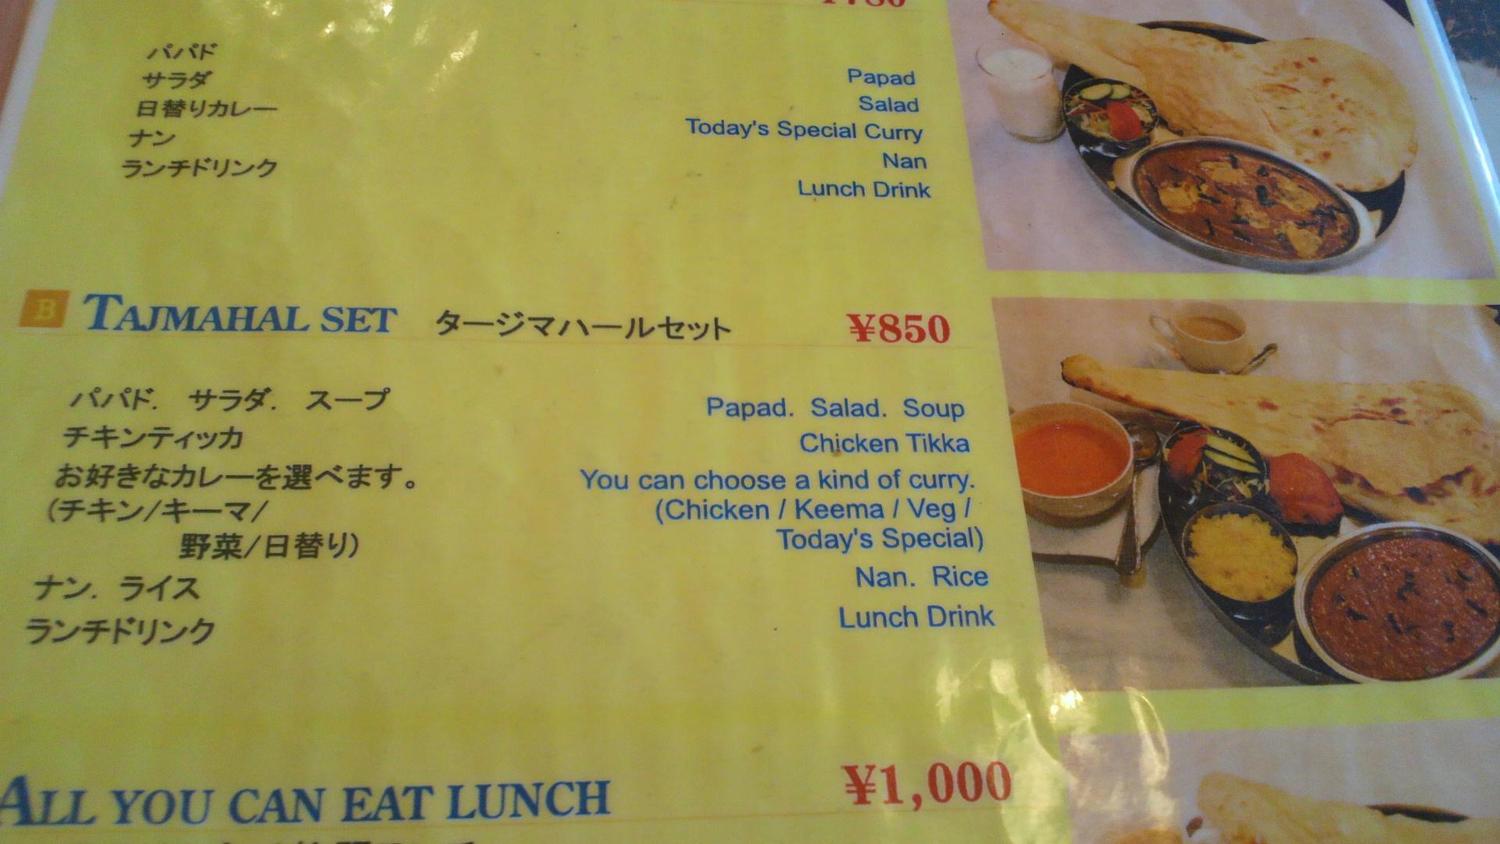 ¥780
パパド
サラダ
日替りカレー
ナン
ランチドリンク
Papad
Salad
Today's Special Curry
Nan
Lunch Drink
B TAJMAHAL SET タージマハールセット ¥850
パパド. サラダ. スープ
チキンティッカ
お好きなカレーを選べます。
(チキン/キーマ/
野菜/日替り)
ナン. ライス
ランチドリンク
Papad. Salad. Soup
Chicken Tikka
You can choose a kind of curry.
(Chicken / Keema / Veg /
Today's Special)
Nan. Rice
Lunch Drink
ALL YOU CAN EAT LUNCH ¥1,000